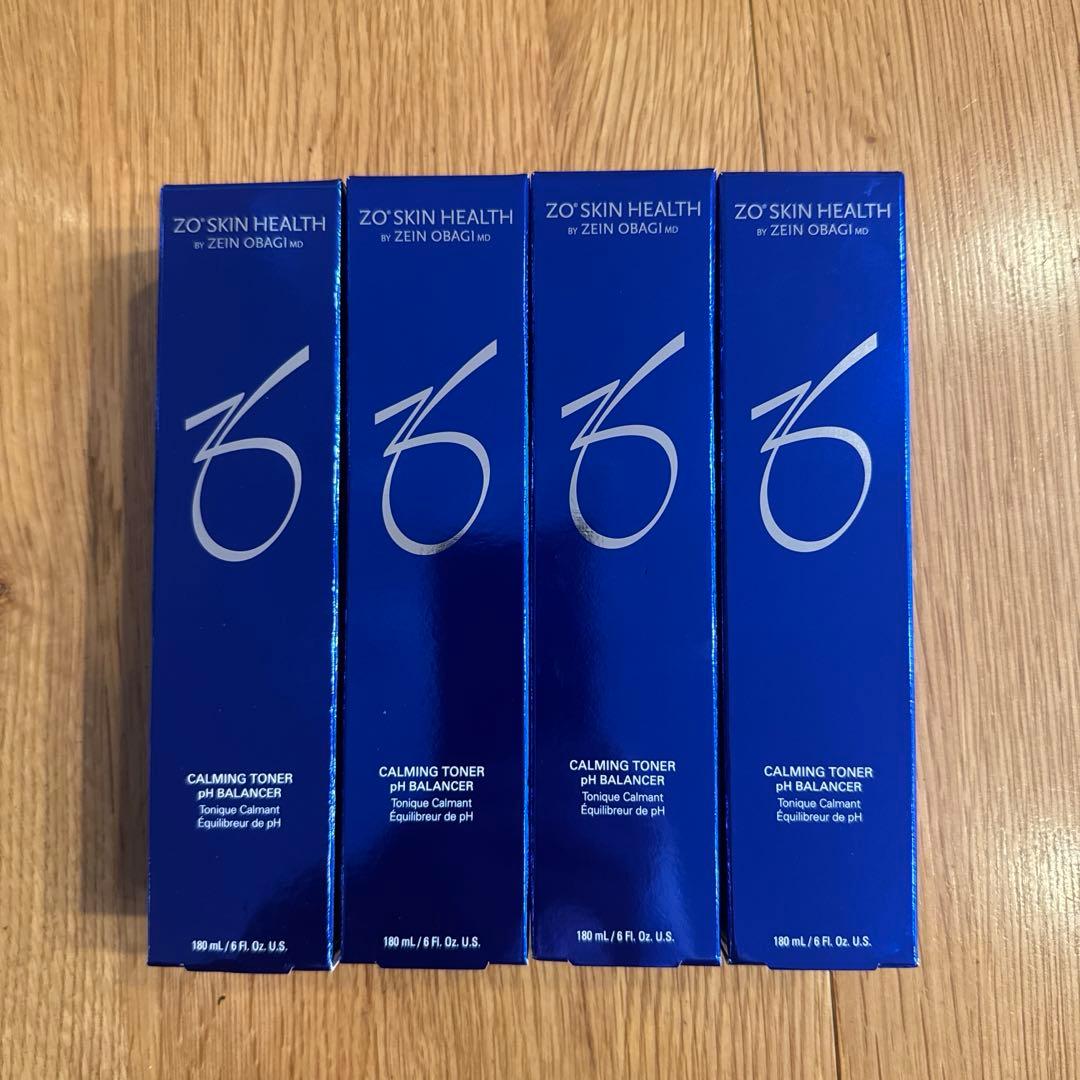 ZO® SKIN HEALTH
BY ZEIN OBAGI MD
CALMING TONER
pH BALANCER
Tonique Calmant
Équilibreur de pH
180 mL / 6 Fl. Oz. U.S.
ZO® SKIN HEALTH
BY ZEIN OBAGI MD
CALMING TONER
pH BALANCER
Tonique Calmant
Équilibreur de pH
180 mL / 6 Fl. Oz. U.S.
ZO® SKIN HEALTH
BY ZEIN OBAGI MD
CALMING TONER
pH BALANCER
Tonique Calmant
Équilibreur de pH
180 mL / 6 Fl. Oz. U.S.
ZO® SKIN HEALTH
BY ZEIN OBAGI MD
CALMING TONER
pH BALANCER
Tonique Calmant
Équilibreur de pH
180 mL / 6 Fl. Oz. U.S.